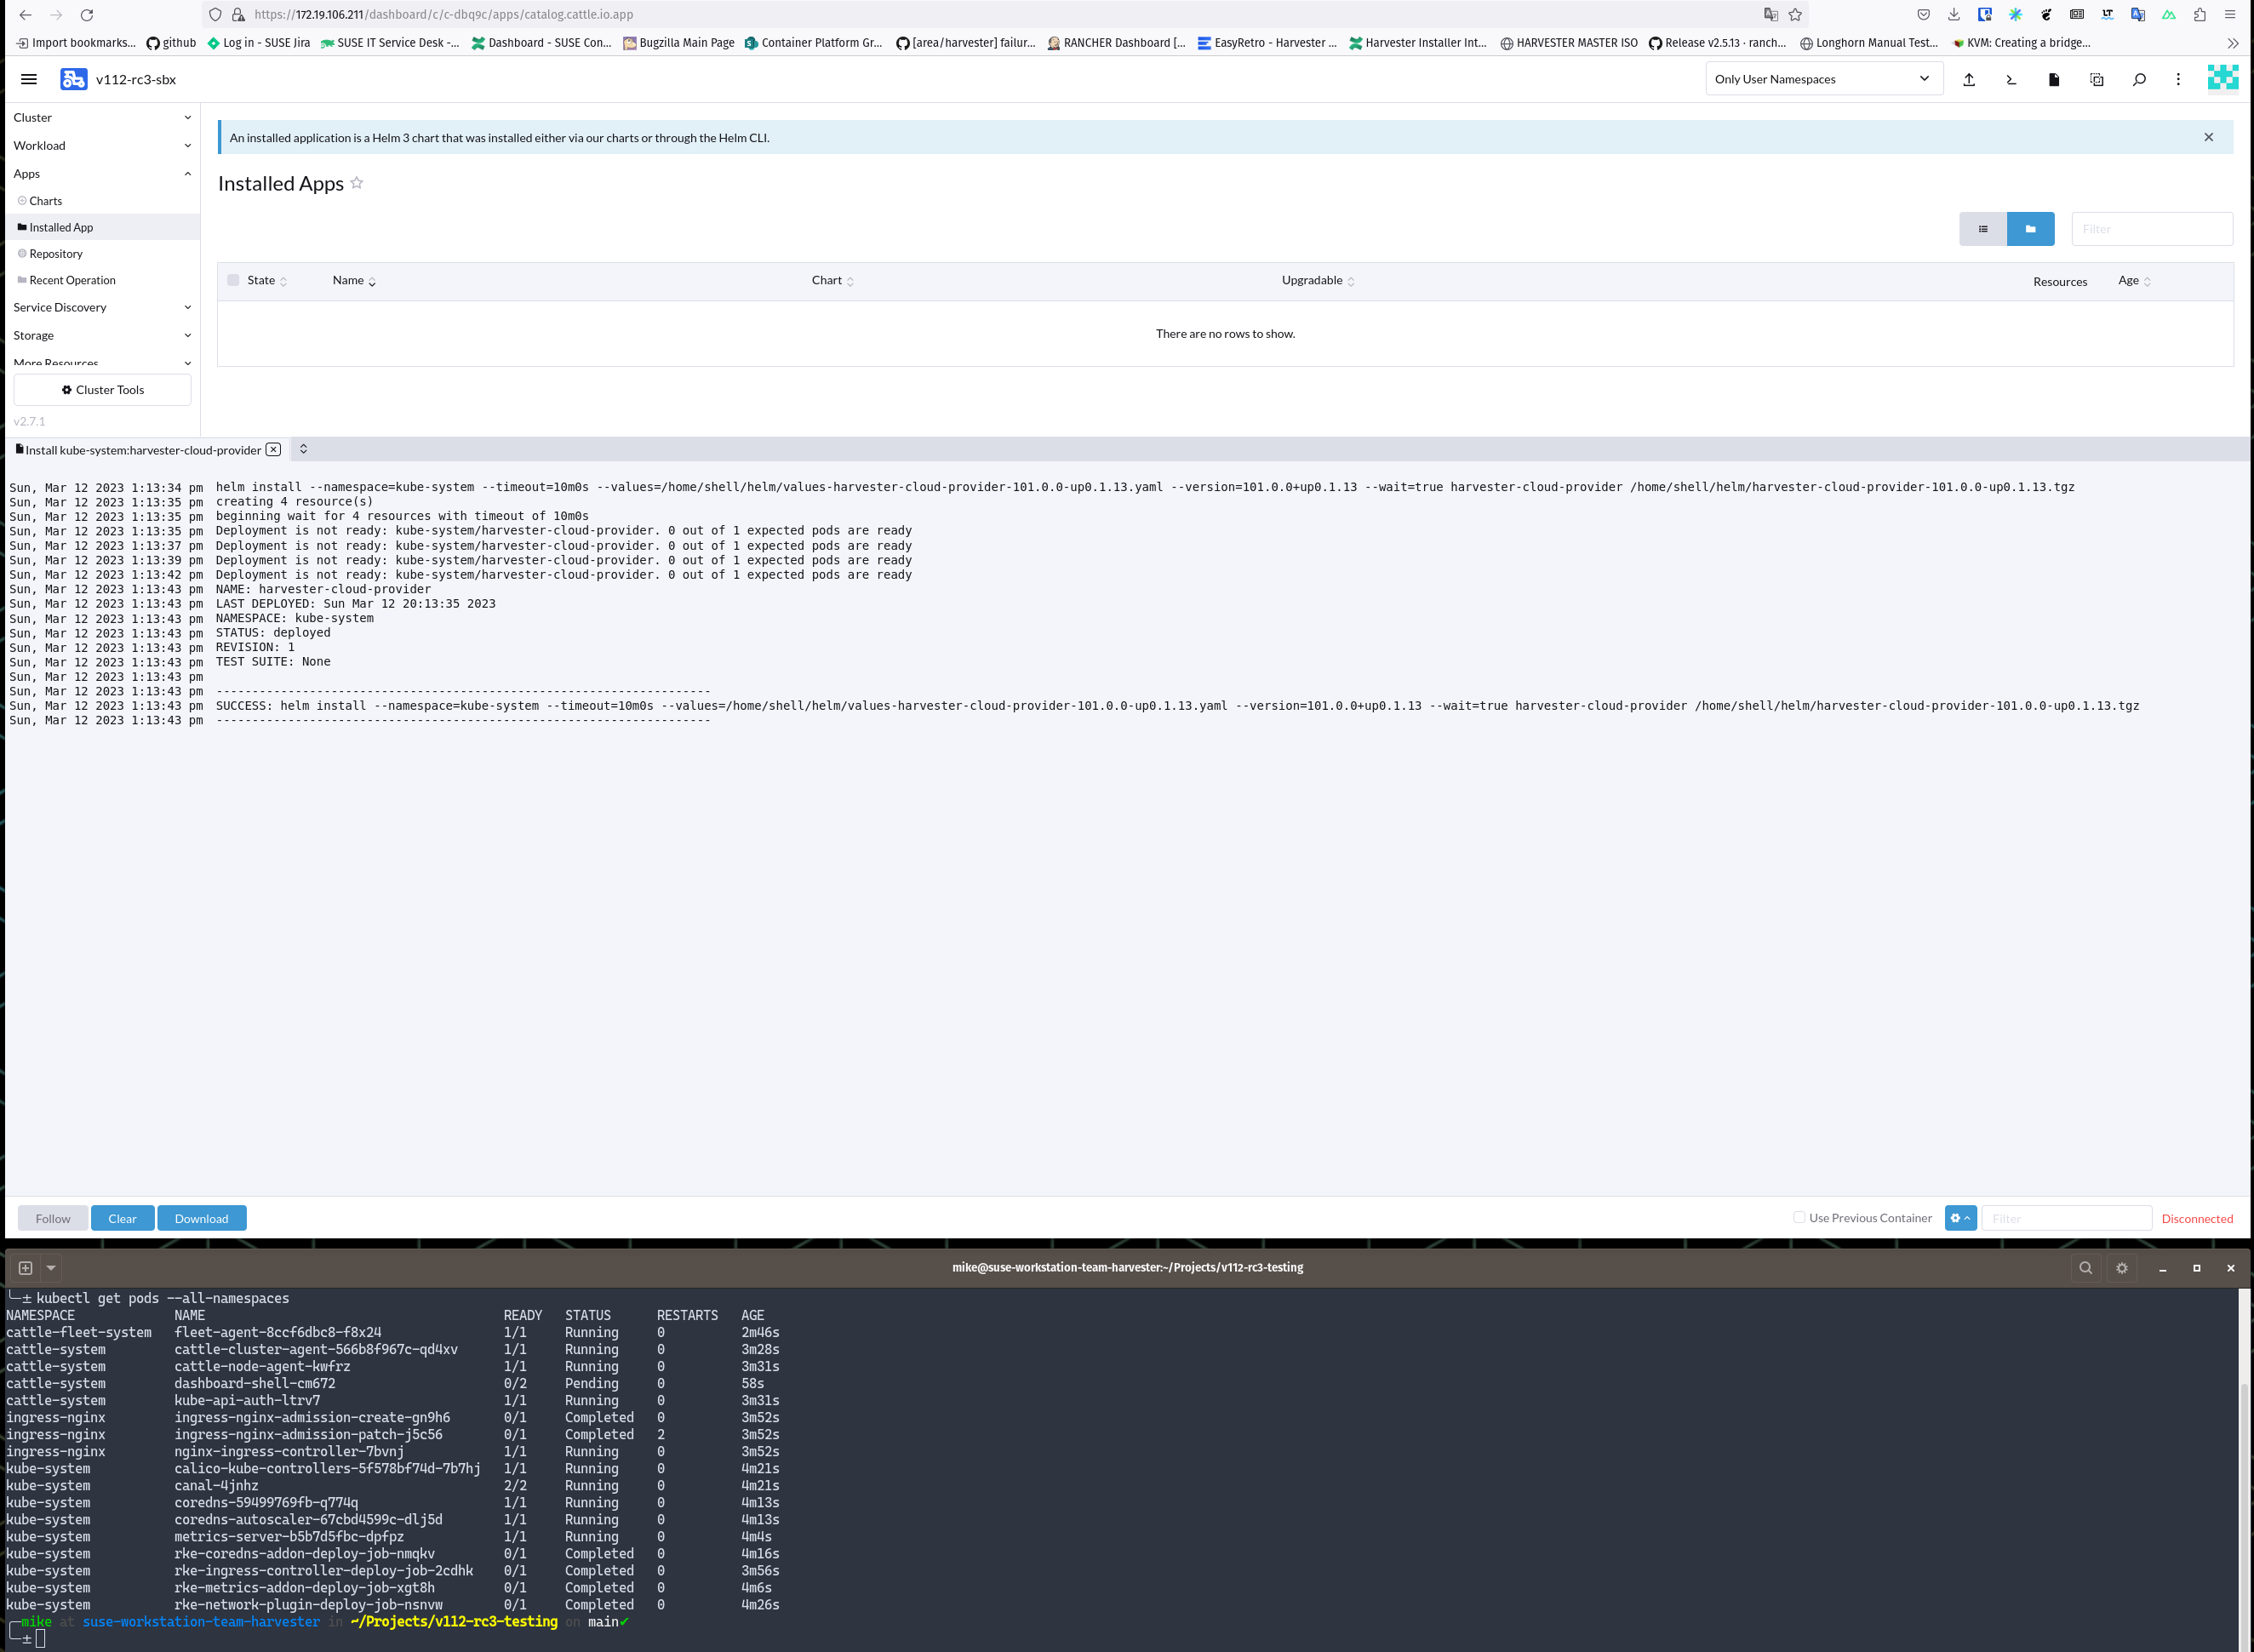 https://172.19.106.211/dashboard/c/c-dbq9c/apps/catalog.cattle.io.app
Import bookmarks... github Log in - SUSE Jira SUSE IT Service Desk -... Dashboard - SUSE Con... Bugzilla Main Page Container Platform Gr... [area/harvester] failur... RANCHER Dashboard [... EasyRetro - Harvester ... Harvester Installer Int... HARVESTER MASTER ISO Release v2.5.13 · ranch... Longhorn Manual Test... KVM: Creating a bridge...
v112-rc3-sbx Only User Namespaces
Cluster
Workload
Apps
Charts
Installed App
Repository
Recent Operation
Service Discovery
Storage
More Resources
Cluster Tools
v2.7.1
An installed application is a Helm 3 chart that was installed either via our charts or through the Helm CLI.
Installed Apps
Filter
State Name Chart Upgradable Resources Age
There are no rows to show.
Install kube-system:harvester-cloud-provider
Sun, Mar 12 2023 1:13:34 pm helm install --namespace=kube-system --timeout=10m0s --values=/home/shell/helm/values-harvester-cloud-provider-101.0.0-up0.1.13.yaml --version=101.0.0+up0.1.13 --wait=true harvester-cloud-provider /home/shell/helm/harvester-cloud-provider-101.0.0-up0.1.13.tgz
Sun, Mar 12 2023 1:13:35 pm creating 4 resource(s)
Sun, Mar 12 2023 1:13:35 pm beginning wait for 4 resources with timeout of 10m0s
Sun, Mar 12 2023 1:13:35 pm Deployment is not ready: kube-system/harvester-cloud-provider. 0 out of 1 expected pods are ready
Sun, Mar 12 2023 1:13:37 pm Deployment is not ready: kube-system/harvester-cloud-provider. 0 out of 1 expected pods are ready
Sun, Mar 12 2023 1:13:39 pm Deployment is not ready: kube-system/harvester-cloud-provider. 0 out of 1 expected pods are ready
Sun, Mar 12 2023 1:13:42 pm Deployment is not ready: kube-system/harvester-cloud-provider. 0 out of 1 expected pods are ready
Sun, Mar 12 2023 1:13:43 pm NAME: harvester-cloud-provider
Sun, Mar 12 2023 1:13:43 pm LAST DEPLOYED: Sun Mar 12 20:13:35 2023
Sun, Mar 12 2023 1:13:43 pm NAMESPACE: kube-system
Sun, Mar 12 2023 1:13:43 pm STATUS: deployed
Sun, Mar 12 2023 1:13:43 pm REVISION: 1
Sun, Mar 12 2023 1:13:43 pm TEST SUITE: None
Sun, Mar 12 2023 1:13:43 pm
Sun, Mar 12 2023 1:13:43 pm ---------------------------------------------------------------------
Sun, Mar 12 2023 1:13:43 pm SUCCESS: helm install --namespace=kube-system --timeout=10m0s --values=/home/shell/helm/values-harvester-cloud-provider-101.0.0-up0.1.13.yaml --version=101.0.0+up0.1.13 --wait=true harvester-cloud-provider /home/shell/helm/harvester-cloud-provider-101.0.0-up0.1.13.tgz
Sun, Mar 12 2023 1:13:43 pm ---------------------------------------------------------------------
Follow Clear Download Use Previous Container Filter Disconnected
mike@suse-workstation-team-harvester:~/Projects/v112-rc3-testing
╰─± kubectl get pods --all-namespaces
NAMESPACE NAME READY STATUS RESTARTS AGE
cattle-fleet-system fleet-agent-8ccf6dbc8-f8x24 1/1 Running 0 2m46s
cattle-system cattle-cluster-agent-566b8f967c-qd4xv 1/1 Running 0 3m28s
cattle-system cattle-node-agent-kwfrz 1/1 Running 0 3m31s
cattle-system dashboard-shell-cm672 0/2 Pending 0 58s
cattle-system kube-api-auth-ltrv7 1/1 Running 0 3m31s
ingress-nginx ingress-nginx-admission-create-gn9h6 0/1 Completed 0 3m52s
ingress-nginx ingress-nginx-admission-patch-j5c56 0/1 Completed 2 3m52s
ingress-nginx nginx-ingress-controller-7bvnj 1/1 Running 0 3m52s
kube-system calico-kube-controllers-5f578bf74d-7b7hj 1/1 Running 0 4m21s
kube-system canal-4jnhz 2/2 Running 0 4m21s
kube-system coredns-59499769fb-q774q 1/1 Running 0 4m13s
kube-system coredns-autoscaler-67cbd4599c-dlj5d 1/1 Running 0 4m13s
kube-system metrics-server-b5b7d5fbc-dpfpz 1/1 Running 0 4m4s
kube-system rke-coredns-addon-deploy-job-nmqkv 0/1 Completed 0 4m16s
kube-system rke-ingress-controller-deploy-job-2cdhk 0/1 Completed 0 3m56s
kube-system rke-metrics-addon-deploy-job-xgt8h 0/1 Completed 0 4m6s
kube-system rke-network-plugin-deploy-job-nsnvw 0/1 Completed 0 4m26s
╭─mike at suse-workstation-team-harvester in ~/Projects/v112-rc3-testing on main✔
╰─±